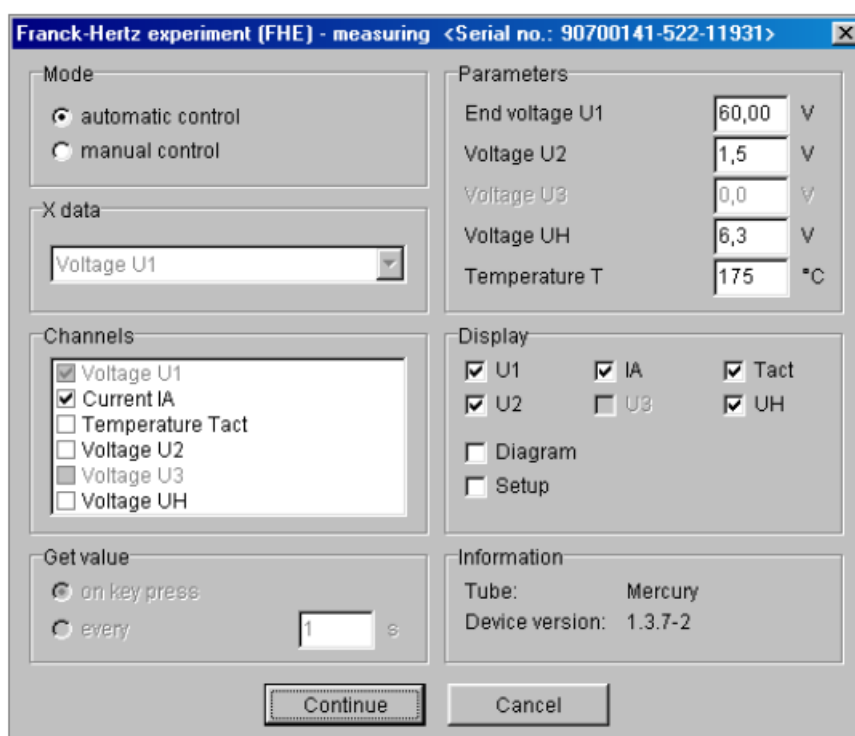 Franck-Hertz experiment (FHE) - measuring <Serial no.: 90700141-522-11931>
Mode
automatic control
manual control
X data
Voltage U1
Channels
Voltage U1
Current IA
Temperature Tact
Voltage U2
Voltage U3
Voltage UH
Get value
on key press
every 1 s
Parameters
End voltage U1 60,00 V
Voltage U2 1,5 V
Voltage U3 0,0 V
Voltage UH 6,3 V
Temperature T 175 °C
Display
U1 IA Tact
U2 U3 UH
Diagram
Setup
Information
Tube: Mercury
Device version: 1.3.7-2
Continue Cancel